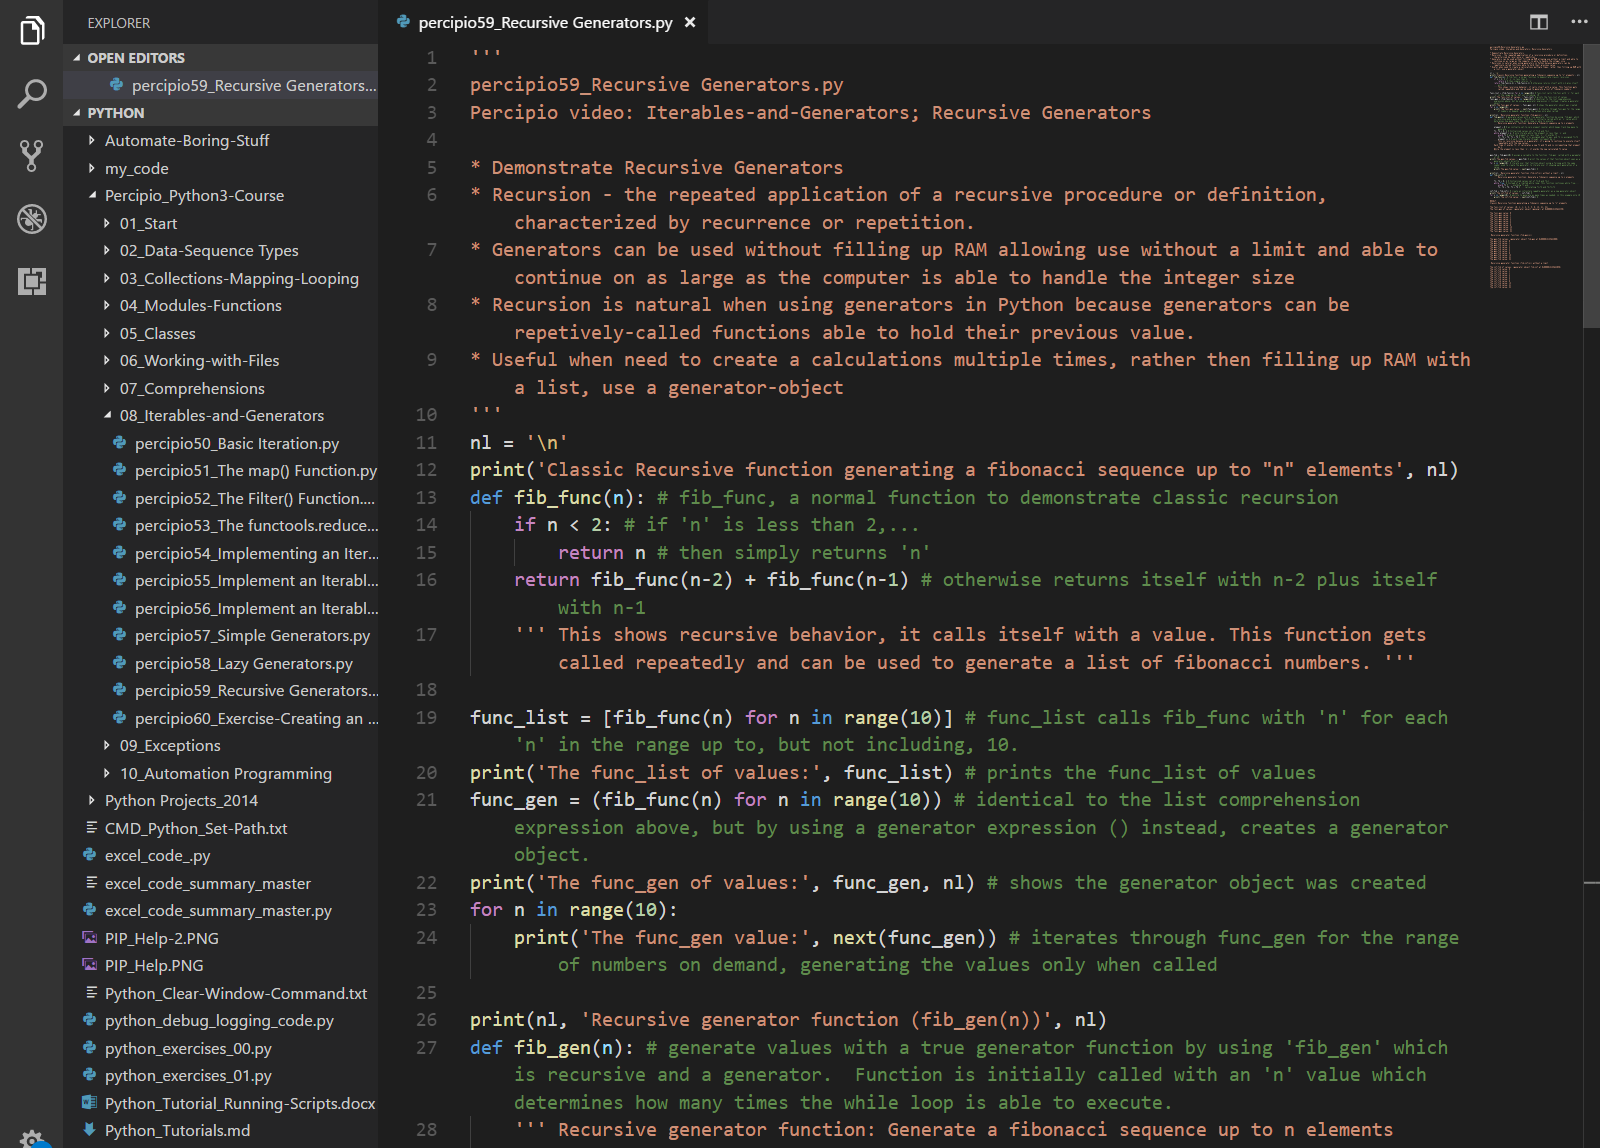 EXPLORER
OPEN EDITORS
percipio59_Recursive Generators...
PYTHON
Automate-Boring-Stuff
my_code
Percipio_Python3-Course
01_Start
02_Data-Sequence Types
03_Collections-Mapping-Looping
04_Modules-Functions
05_Classes
06_Working-with-Files
07_Comprehensions
08_Iterables-and-Generators
percipio50_Basic Iteration.py
percipio51_The map() Function.py
percipio52_The Filter() Function....
percipio53_The functools.reduce...
percipio54_Implementing an Iter...
percipio55_Implement an Iterabl...
percipio56_Implement an Iterabl...
percipio57_Simple Generators.py
percipio58_Lazy Generators.py
percipio59_Recursive Generators...
percipio60_Exercise-Creating an ...
09_Exceptions
10_Automation Programming
Python Projects_2014
CMD_Python_Set-Path.txt
excel_code_.py
excel_code_summary_master
excel_code_summary_master.py
PIP_Help-2.PNG
PIP_Help.PNG
Python_Clear-Window-Command.txt
python_debug_logging_code.py
python_exercises_00.py
python_exercises_01.py
Python_Tutorial_Running-Scripts.docx
Python_Tutorials.md
percipio59_Recursive Generators.py
1 '''
2 percipio59_Recursive Generators.py
3 Percipio video: Iterables-and-Generators; Recursive Generators
4
5 * Demonstrate Recursive Generators
6 * Recursion - the repeated application of a recursive procedure or definition,
characterized by recurrence or repetition.
7 * Generators can be used without filling up RAM allowing use without a limit and able to
continue on as large as the computer is able to handle the integer size
8 * Recursion is natural when using generators in Python because generators can be
repetively-called functions able to hold their previous value.
9 * Useful when need to create a calculations multiple times, rather then filling up RAM with
a list, use a generator-object
10 '''
11 nl = '\n'
12 print('Classic Recursive function generating a fibonacci sequence up to "n" elements', nl)
13 def fib_func(n): # fib_func, a normal function to demonstrate classic recursion
14 if n < 2: # if 'n' is less than 2,...
15 return n # then simply returns 'n'
16 return fib_func(n-2) + fib_func(n-1) # otherwise returns itself with n-2 plus itself
with n-1
17 ''' This shows recursive behavior, it calls itself with a value. This function gets
called repeatedly and can be used to generate a list of fibonacci numbers. '''
18
19 func_list = [fib_func(n) for n in range(10)] # func_list calls fib_func with 'n' for each
'n' in the range up to, but not including, 10.
20 print('The func_list of values:', func_list) # prints the func_list of values
21 func_gen = (fib_func(n) for n in range(10)) # identical to the list comprehension
expression above, but by using a generator expression () instead, creates a generator
object.
22 print('The func_gen of values:', func_gen, nl) # shows the generator object was created
23 for n in range(10):
24 print('The func_gen value:', next(func_gen)) # iterates through func_gen for the range
of numbers on demand, generating the values only when called
25
26 print(nl, 'Recursive generator function (fib_gen(n))', nl)
27 def fib_gen(n): # generate values with a true generator function by using 'fib_gen' which
is recursive and a generator.  Function is initially called with an 'n' value which
determines how many times the while loop is able to execute.
28 ''' Recursive generator function: Generate a fibonacci sequence up to n elements